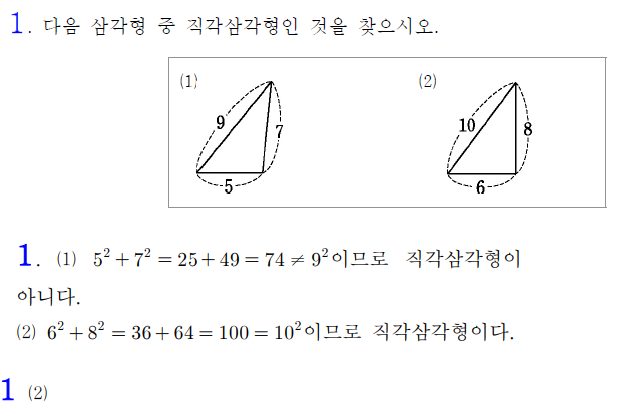 1. 다음 삼각형 중 직각삼각형인 것을 찾으시오.
(1) (2)
9 7 10 8
5 6
1. (1) 5² + 7² = 25 + 49 = 74 ≠ 9²이므로 직각삼각형이
아니다.
(2) 6² + 8² = 36 + 64 = 100 = 10²이므로 직각삼각형이다.
1 (2)